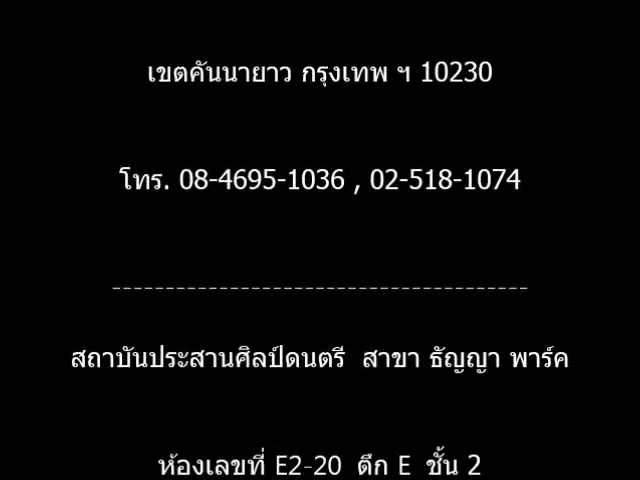 เขตคันนายาว กรุงเทพ ฯ 10230
โทร. 08-4695-1036 , 02-518-1074
---------------------------------------
สถาบันประสานศิลป์ดนตรี สาขา ธัญญา พาร์ค
ห้องเลขที่ E2-20 ตึก E ชั้น 2